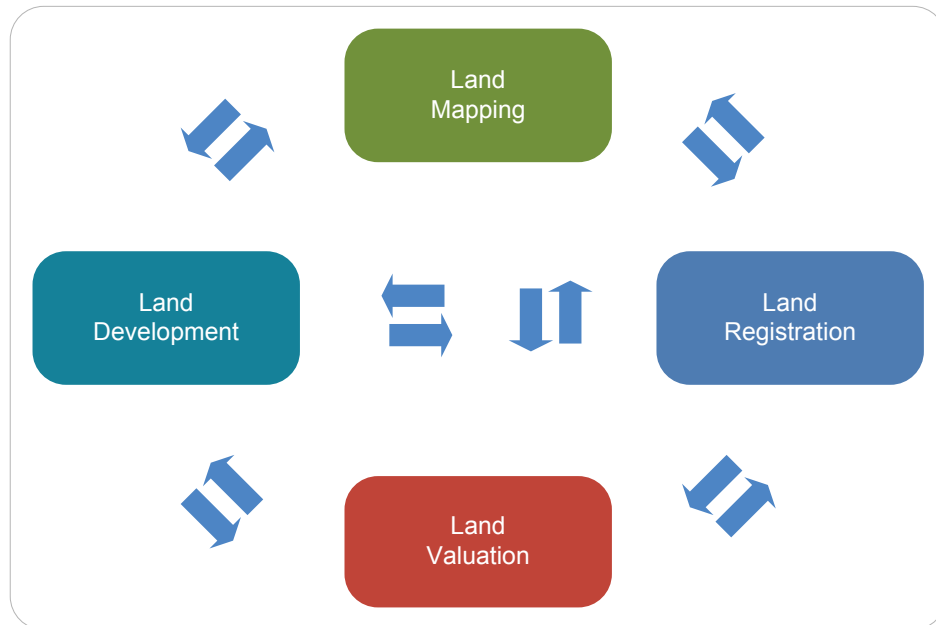 Land
Mapping
Land
Development
Land
Registration
Land
Valuation